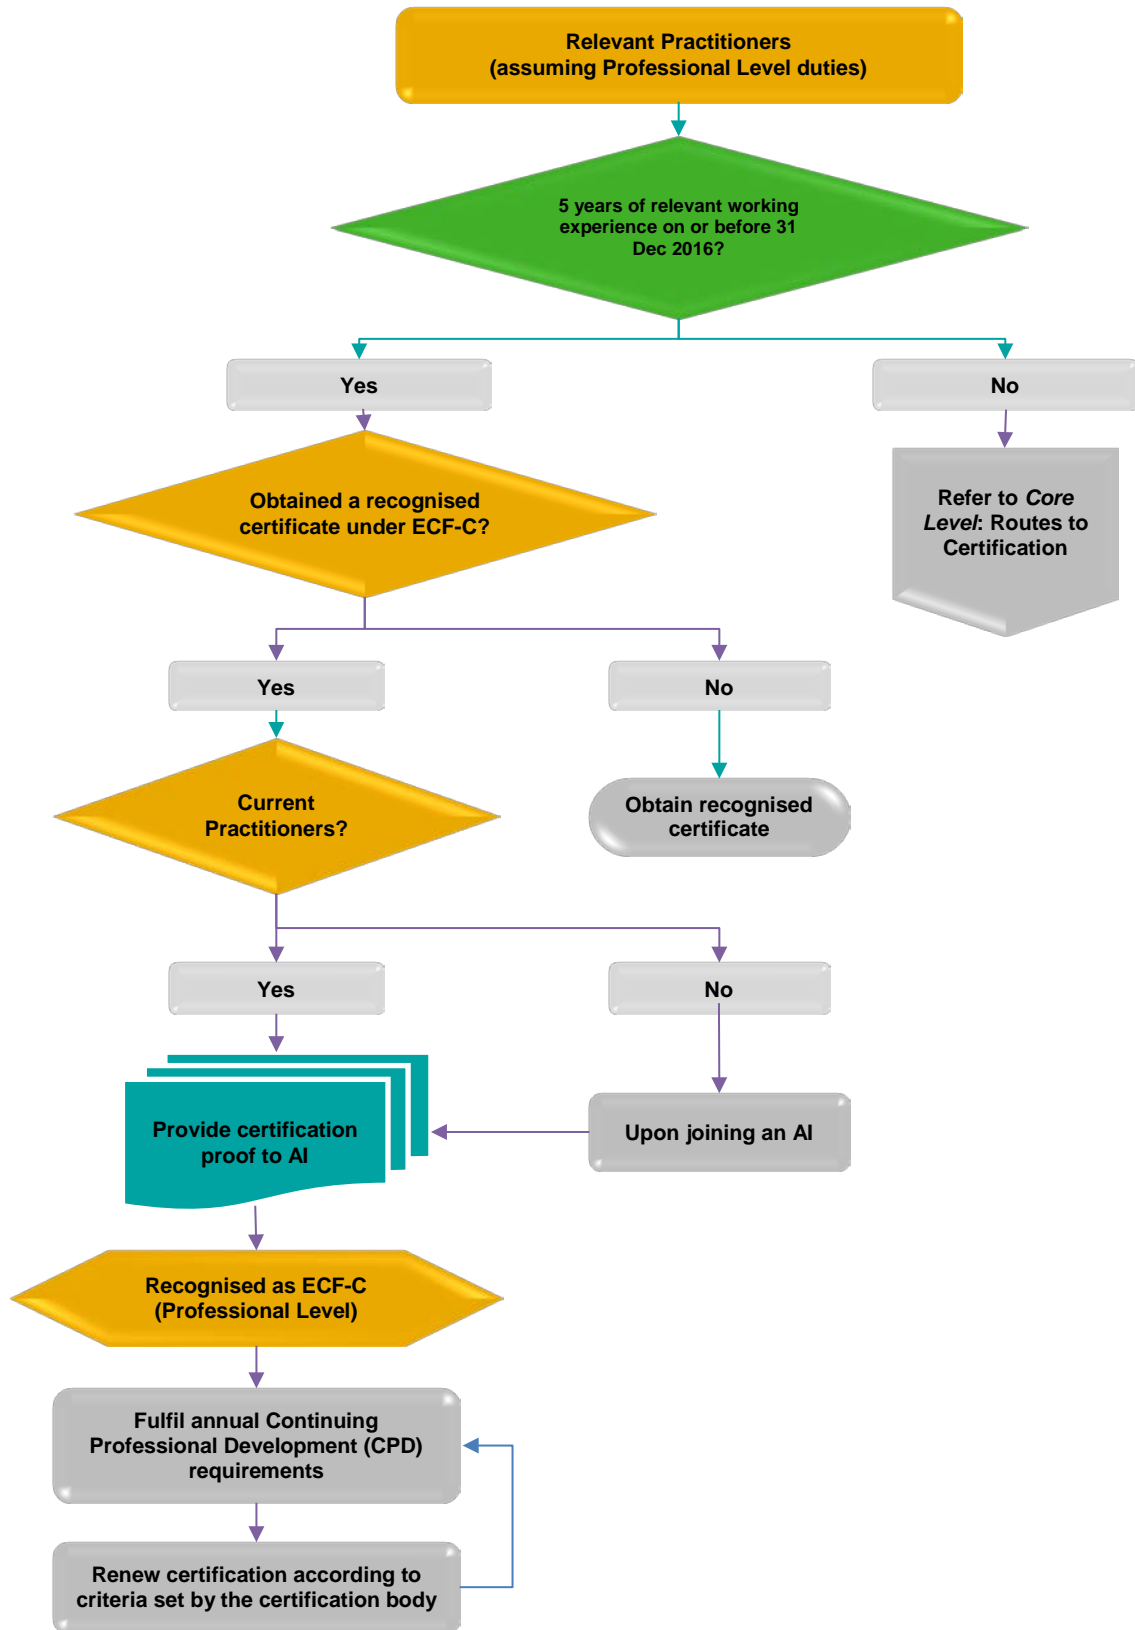 Relevant Practitioners
(assuming Professional Level duties)
5 years of relevant working
experience on or before 31
Dec 2016?
Yes
No
Obtained a recognised
certificate under ECF-C?
Refer to Core
Level: Routes to
Certification
Yes
No
Current
Practitioners?
Obtain recognised
certificate
Yes
No
Provide certification
proof to AI
Upon joining an AI
Recognised as ECF-C
(Professional Level)
Fulfil annual Continuing
Professional Development (CPD)
requirements
Renew certification according to
criteria set by the certification body